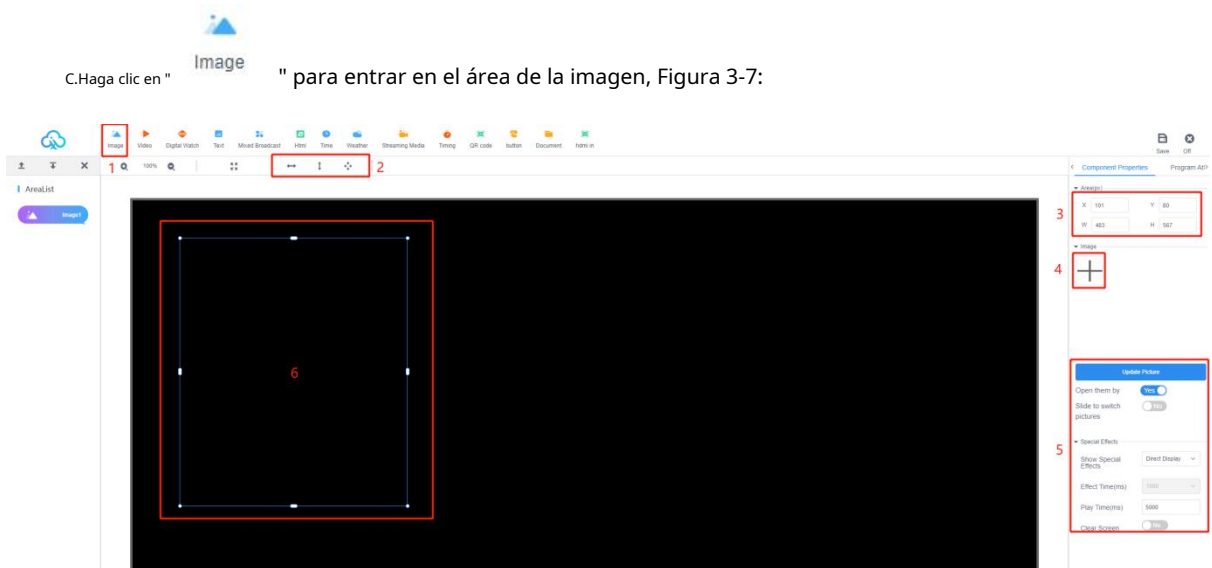 Image
C.Haga clic en " " para entrar en el área de la imagen, Figura 3-7:
Image Video Digital Watch Text Mixed Broadcast Html Time Weather Streaming Media Timing QR code button Document hdmi in
Save Off
1 100% 2
Component Properties Program Att
AreaList
Area(px)
Image1
3
X 101 Y 80
W 483 H 567
Image
4
6
Update Picture
Open them by Yes
Slide to switch No
pictures
5
Special Effects
Show Special Direct Display
Effects
Effect Time(ms)
Play Time(ms) 5000
Clear Screen No